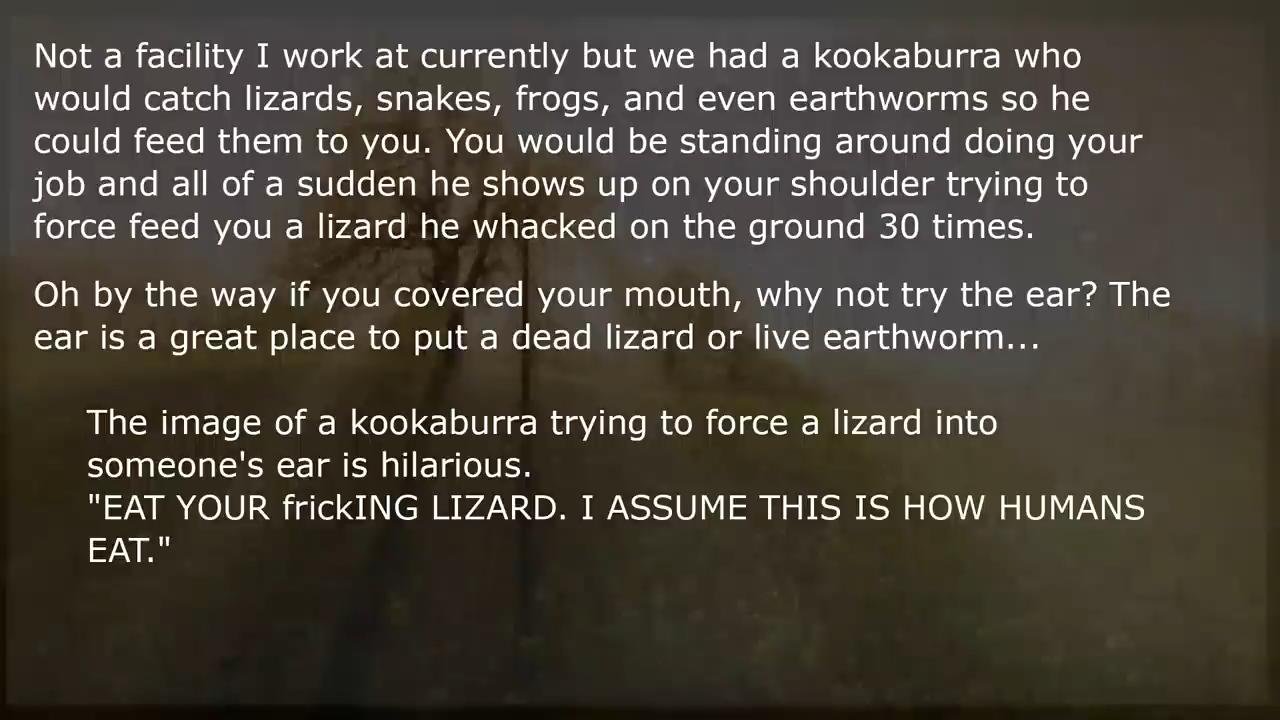 Not a facility I work at currently but we had a kookaburra who
would catch lizards, snakes, frogs, and even earthworms so he
could feed them to you. You would be standing around doing your
job and all of a sudden he shows up on your shoulder trying to
force feed you a lizard he whacked on the ground 30 times.
Oh by the way if you covered your mouth, why not try the ear? The
ear is a great place to put a dead lizard or live earthworm...
The image of a kookaburra trying to force a lizard into
someone's ear is hilarious.
"EAT YOUR frickING LIZARD. I ASSUME THIS IS HOW HUMANS
EAT."